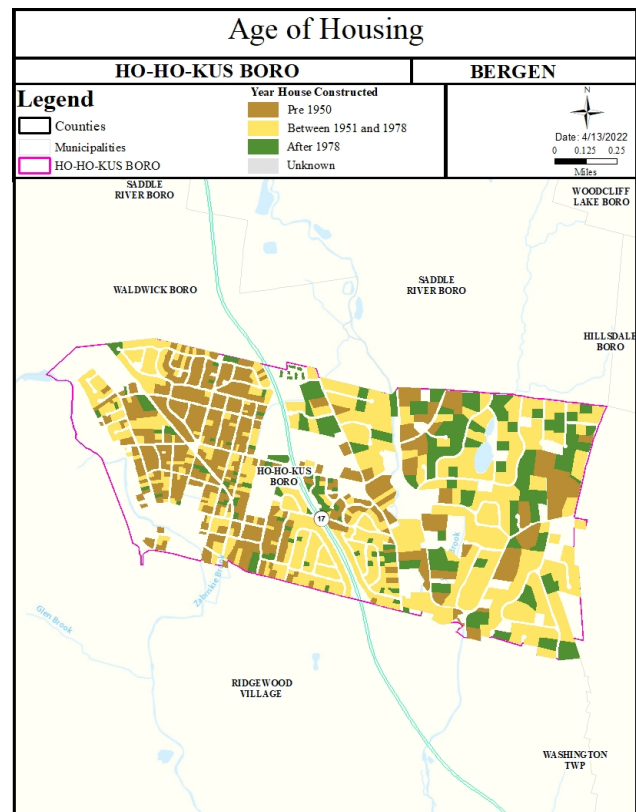 Age of Housing
HO-HO-KUS BORO
BERGEN
Legend
Counties
Municipalities
HO-HO-KUS BORO
Year House Constructed
Pre 1950
Between 1951 and 1978
After 1978
Unknown
Date: 4/13/2022
0 0.125 0.25
Miles
SADDLE
RIVER BORO
WOODCLIFF
LAKE BORO
WALDWICK BORO
SADDLE
RIVER BORO
HILLSDALE
BORO
HO-HO-KUS
BORO
17
Brook
Glen Brook
RIDGEWOOD
VILLAGE
WASHINGTON
TWP